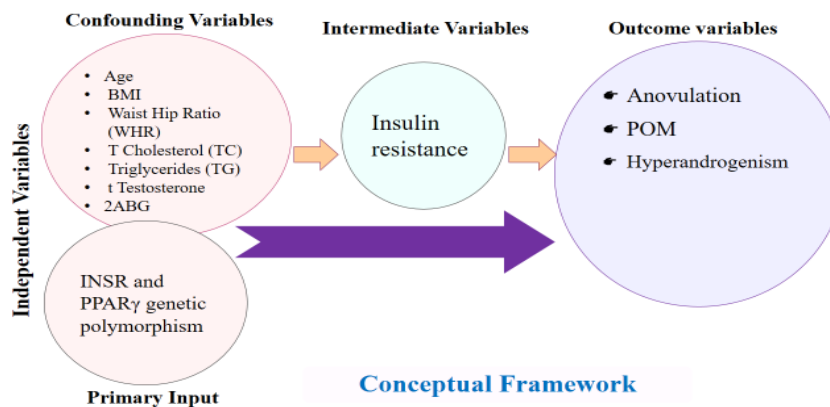 Confounding Variables
Intermediate Variables
Outcome variables
Independent Variables
• Age
• BMI
• Waist Hip Ratio
(WHR)
• T Cholesterol (TC)
• Triglycerides (TG)
• t Testosterone
• 2ABG
Insulin
resistance
Anovulation
POM
Hyperandrogenism
INSR and
PPARγ genetic
polymorphism
Primary Input
Conceptual Framework